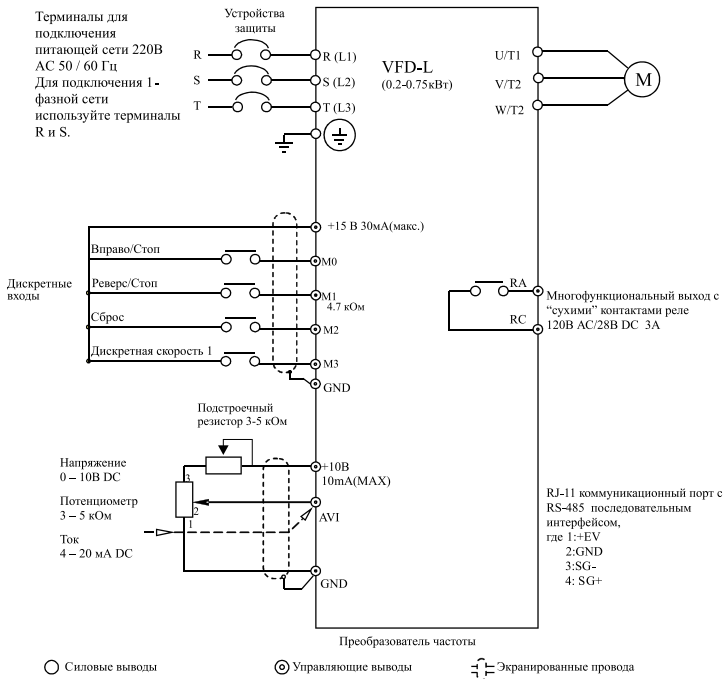 Терминалы для
подключения
питающей сети 220В
AC 50 / 60 Гц
Для подключения 1-
фазной сети
используйте терминалы
R и S.
Устройства
защиты
R
S
T
R (L1)
S (L2)
T (L3)
VFD-L
(0.2-0.75кВт)
U/T1
V/T2
W/T2
M
+15 В 30мА(макс.)
Вправо/Стоп
M0
Дискретные
входы
Реверс/Стоп
M1
4.7 кОм
Сброс
M2
Дискретная скорость 1
M3
GND
RA
RC
Многофункциональный выход с
“сухими” контактами реле
120В AC/28В DC 3А
Подстроечный
резистор 3-5 кОм
Напряжение
0 – 10В DC
Потенциометр
3 – 5 кОм
Ток
4 – 20 мА DC
3
2
1
+10В
10mA(MAX)
AVI
GND
RJ-11 коммуникационный порт с
RS-485 последовательным
интерфейсом,
где 1:+EV
2:GND
3:SG-
4: SG+
Преобразователь частоты
Силовые выводы
Управляющие выводы
Экранированные провода